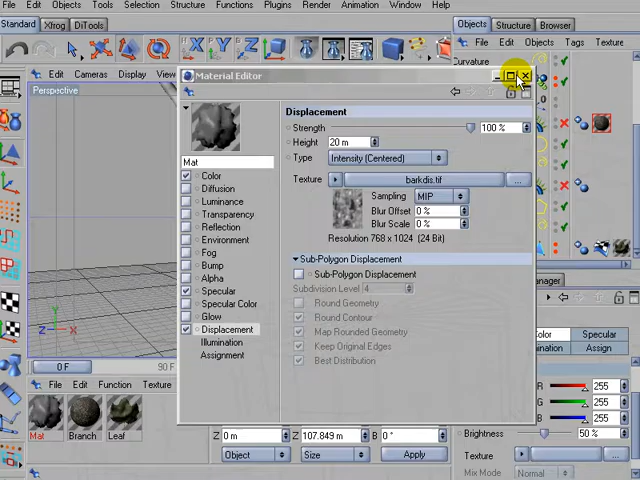 File Edit Objects Tools Selection Structure Functions Plugins Render Animation Window Help
Standard Xfrog DiTools
Objects Structure Browser
File Edit Objects Tags Texture
Curvature
Edit Cameras Display
Perspective
Material Editor
Mat
Color
Diffusion
Luminance
Transparency
Reflection
Environment
Fog
Bump
Alpha
Specular
Specular Color
Glow
Displacement
Illumination
Assignment
Displacement
Strength 100 %
Height 20 m
Type Intensity (Centered)
Texture barkdis.tif ...
Sampling MIP
Blur Offset 0 %
Blur Scale 0 %
Resolution 768 x 1024 (24 Bit)
Sub-Polygon Displacement
Sub-Polygon Displacement
Subdivision Level 4
Round Geometry
Round Contour
Map Rounded Geometry
Keep Original Edges
Best Distribution
Y
Z X
0 F 90 F
File Edit Function Texture
Mat Branch Leaf
Z 0 m Z 107.849 m B 0°
Object Size Apply
Specular
Assign
R 255
G 255
B 255
Brightness 50 %
Texture ...
Mix Mode Normal